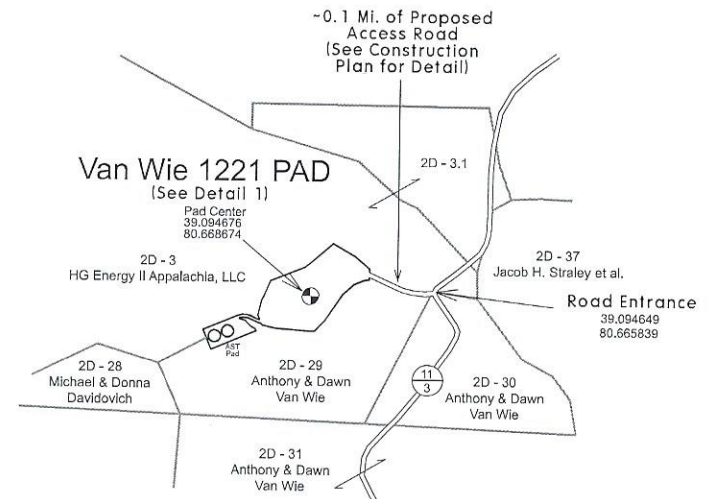 ~0.1 Mi. of Proposed
Access Road
(See Construction
Plan for Detail)
Van Wie 1221 PAD
(See Detail 1)
Pad Center
39.094676
80.668674
2D - 3.1
2D - 3
HG Energy II Appalachia, LLC
2D - 37
Jacob H. Straley et al.
Road Entrance
39.094649
80.665839
AST
Pad
2D - 28
Michael & Donna
Davidovich
2D - 29
Anthony & Dawn
Van Wie
11
3
2D - 30
Anthony & Dawn
Van Wie
2D - 31
Anthony & Dawn
Van Wie